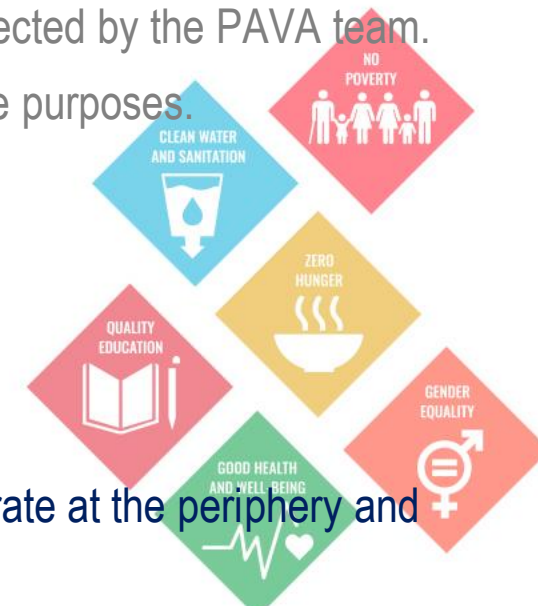 ected by the PAVA team.
NO
POVERTY
e purposes.
CLEAN WATER
AND SANITATION
ZERO
HUNGER
QUALITY
EDUCATION
GENDER
EQUALITY
GOOD HEALTH
AND WELL-BEING
rate at the periphery and